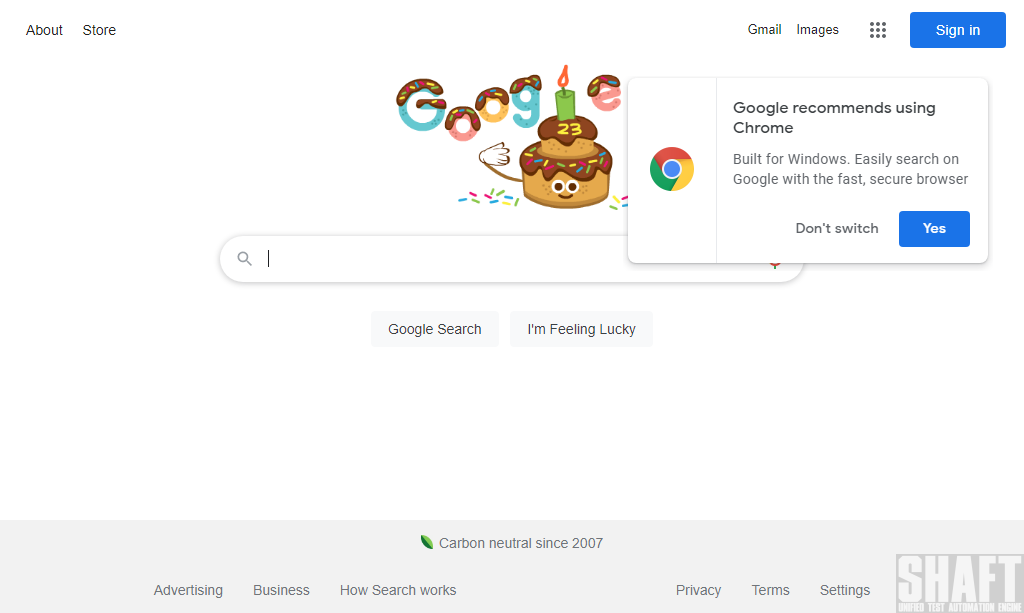 About Store
Gmail Images
Sign in
Google
23
Google recommends using
Chrome
Built for Windows. Easily search on
Google with the fast, secure browser
Don't switch
Yes
Google Search
I'm Feeling Lucky
Carbon neutral since 2007
Advertising Business How Search works
Privacy Terms Settings
SHAFT
UNIFIED TEST AUTOMATION ENGINE